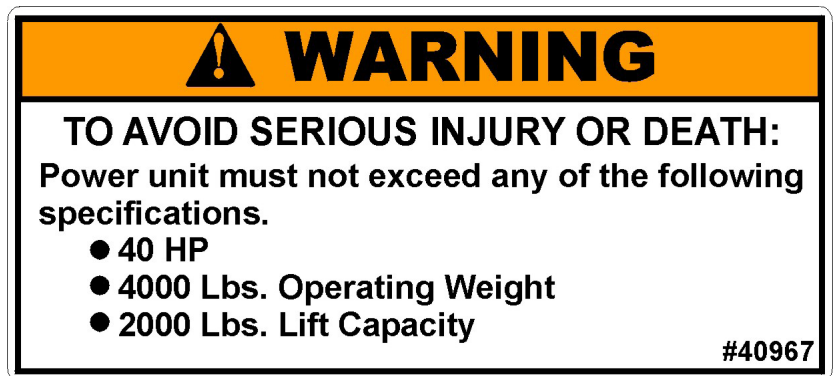 WARNING
TO AVOID SERIOUS INJURY OR DEATH:
Power unit must not exceed any of the following
specifications.
● 40 HP
● 4000 Lbs. Operating Weight
● 2000 Lbs. Lift Capacity
#40967